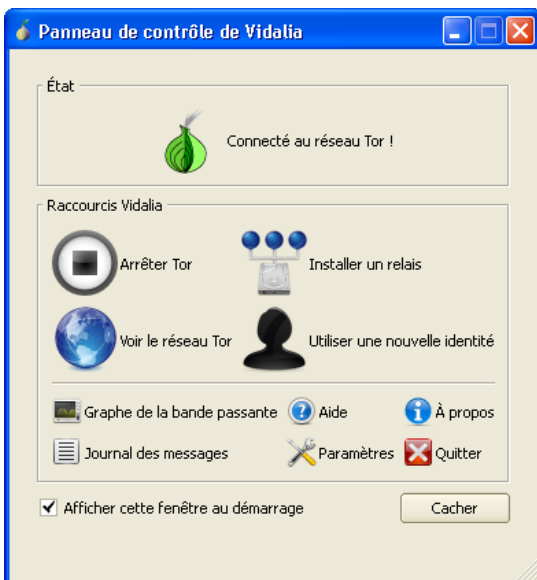 Panneau de contrôle de Vidalia
État
Connecté au réseau Tor !
Raccourcis Vidalia
Arrêter Tor
Installer un relais
Voir le réseau Tor
Utiliser une nouvelle identité
Graphe de la bande passante
Aide
À propos
Journal des messages
Paramètres
Quitter
Afficher cette fenêtre au démarrage
Cacher